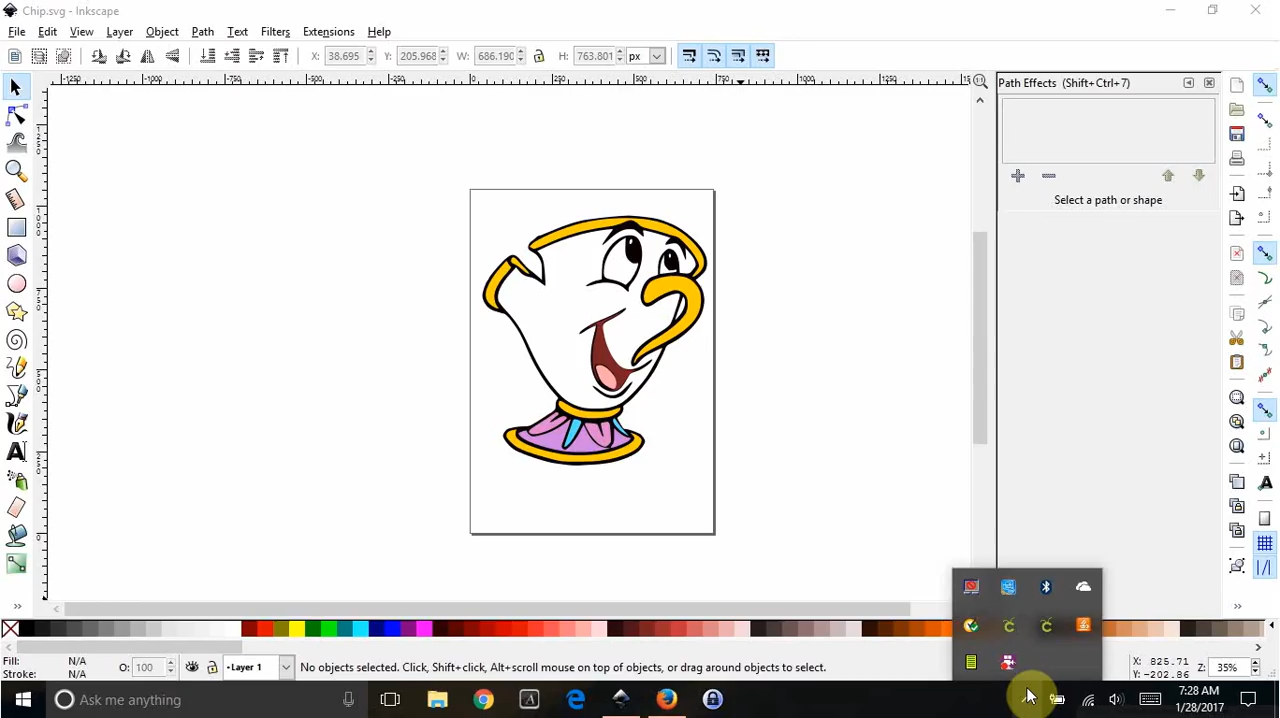 Chip.svg - Inkscape
File Edit View Layer Object Path Text Filters Extensions Help
X: 38.695 Y: 205.968 W: 686.190 H: 763.801 px
Path Effects (Shift+Ctrl+7)
Select a path or shape
Fill: N/A
Stroke: N/A
O: 100
-Layer 1
No objects selected. Click, Shift+click, Alt+scroll mouse on top of objects, or drag around objects to select.
X: 825.71
Y: -202.86
Z: 35%
Ask me anything
7:28 AM
1/28/2017